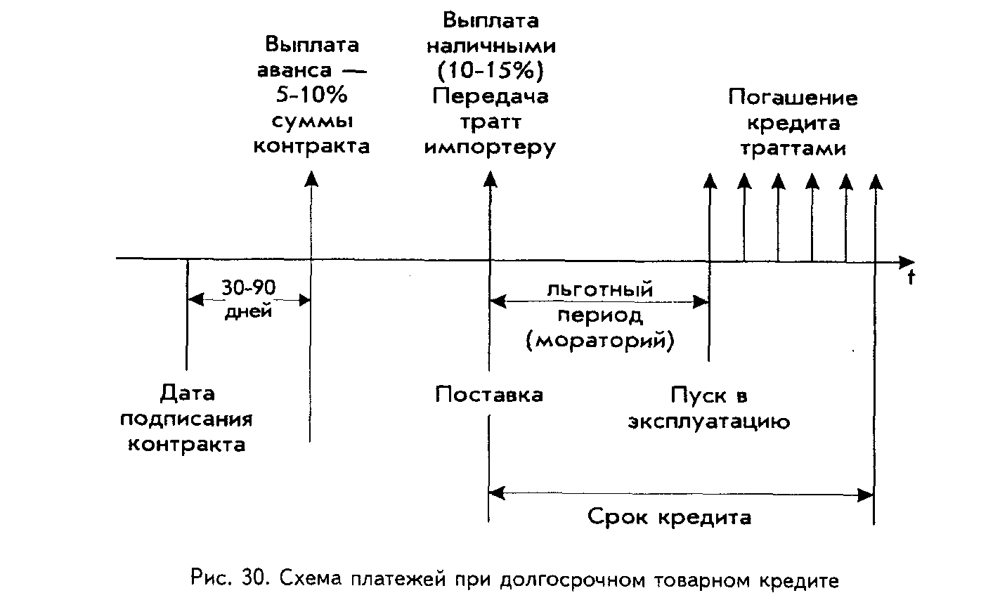 Выплата
аванса —
5-10%
суммы
контракта
Выплата
наличными
(10-15%)
Передача
тратт
импортеру
Погашение
кредита
траттами
t
30-90
дней
льготный
период
(мораторий)
Дата
подписания
контракта
Поставка
Пуск в
эксплуатацию
Срок кредита
Рис. 30. Схема платежей при долгосрочном товарном кредите